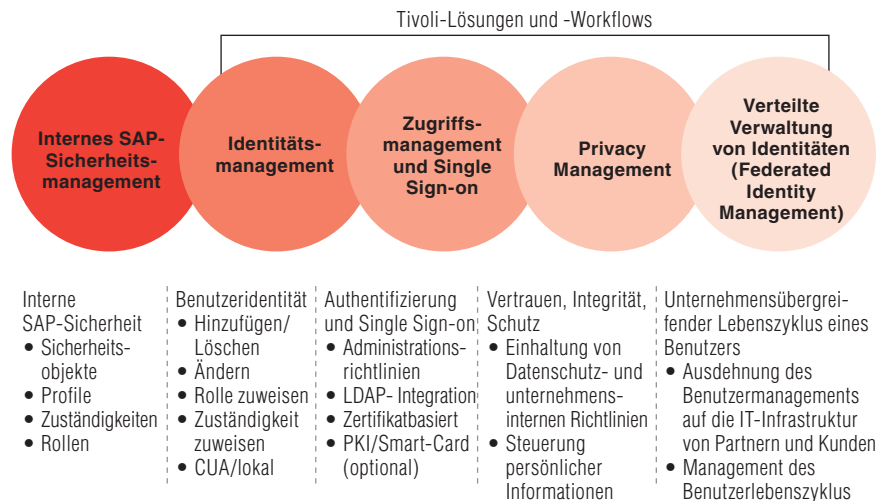 Tivoli-Lösungen und -Workflows
Internes SAP-
Sicherheits-
management
Identitäts-
management
Zugriffs-
management
und Single
Sign-on
Privacy
Management
Verteilte
Verwaltung
von Identitäten
(Federated
Identity
Management)
Interne
SAP-Sicherheit
• Sicherheits-
objekte
• Profile
• Zuständigkeiten
• Rollen
Benutzeridentität
• Hinzufügen/
Löschen
• Ändern
• Rolle zuweisen
• Zuständigkeit
zuweisen
• CUA/lokal
Authentifizierung
und Single Sign-on
• Administrations-
richtlinien
• LDAP- Integration
• Zertifikatbasiert
• PKI/Smart-Card
(optional)
Vertrauen, Integrität,
Schutz
• Einhaltung von
Datenschutz- und
unternehmens-
internen Richtlinien
• Steuerung
persönlicher
Informationen
Unternehmensübergrei-
fender Lebenszyklus eines
Benutzers
• Ausdehnung des
Benutzermanagements
auf die IT-Infrastruktur
von Partnern und Kunden
• Management des
Benutzerlebenszyklus